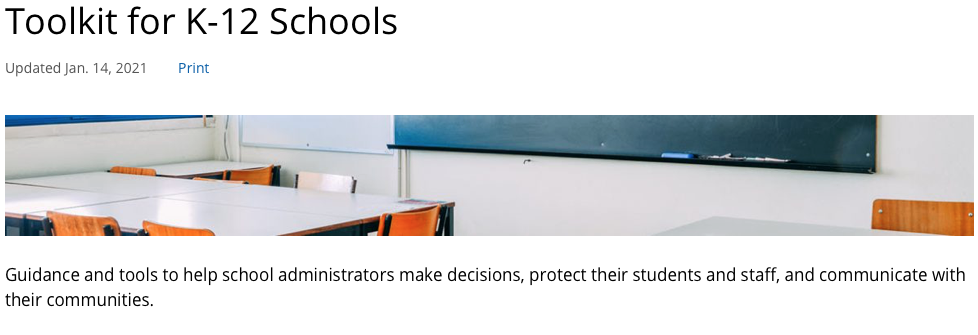 Toolkit for K-12 Schools
Updated Jan. 14, 2021 Print
Guidance and tools to help school administrators make decisions, protect their students and staff, and communicate with
their communities.